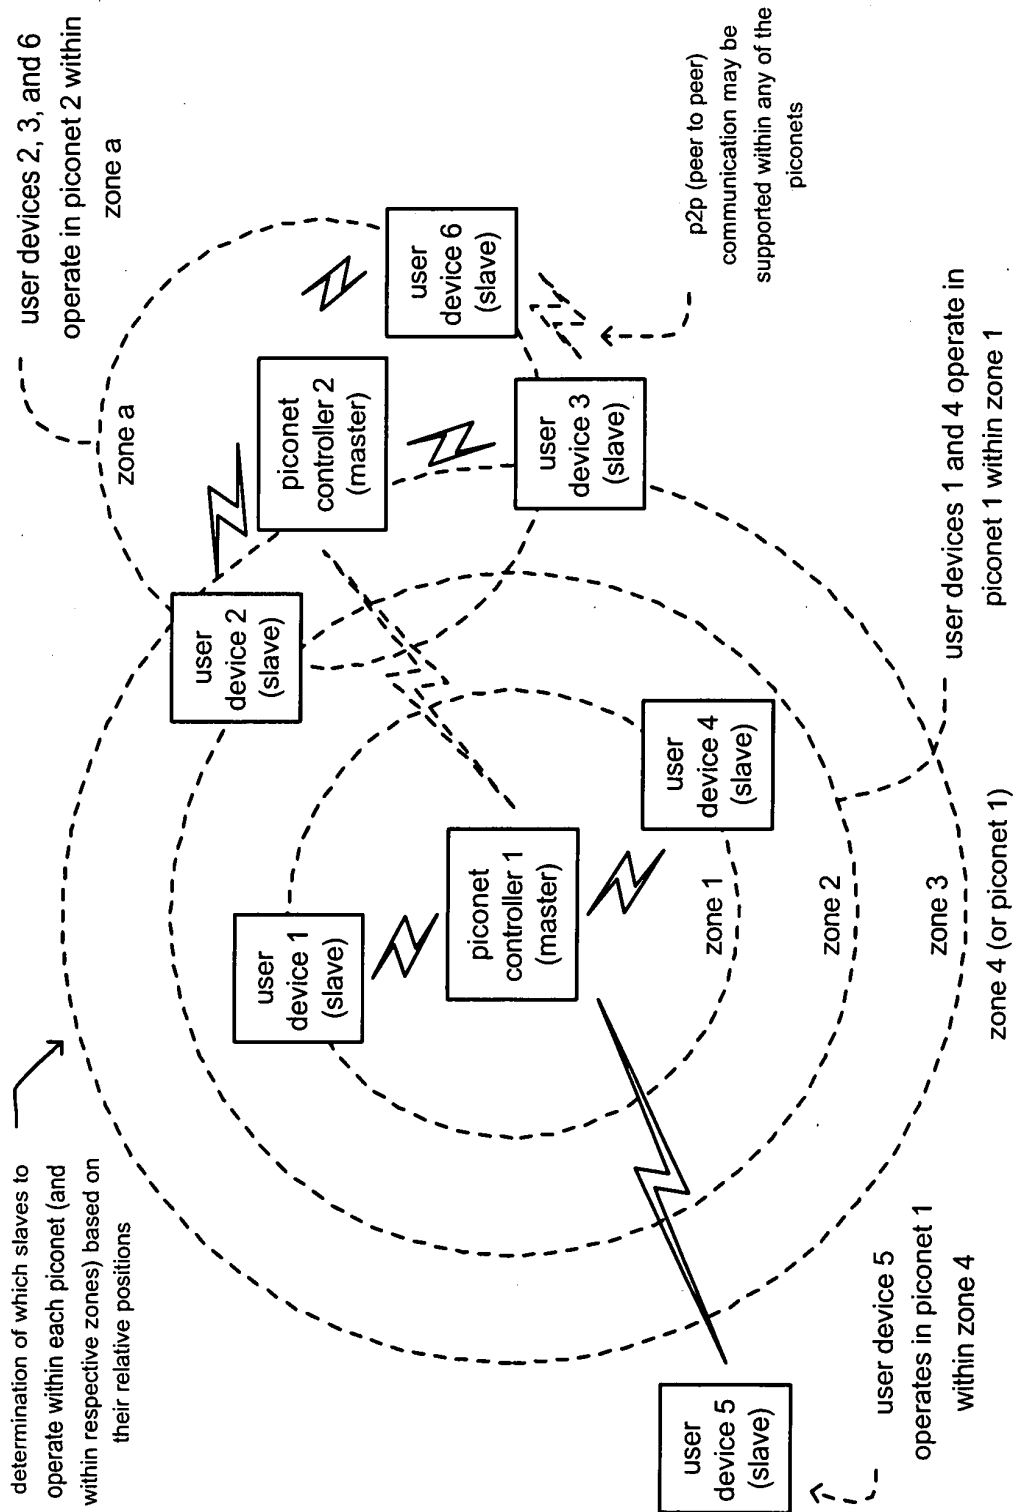 determination of which slaves to
operate within each piconet (and
within respective zones) based on
their relative positions
user devices 2, 3, and 6
operate in piconet 2 within
zone a
zone a
user
device 2
(slave)
piconet
controller 2
(master)
user
device 6
(slave)
user
device 1
(slave)
user
device 3
(slave)
p2p (peer to peer)
communication may be
supported within any of the
piconets
piconet
controller 1
(master)
user
device 4
(slave)
user
device 5
(slave)
zone 1
zone 2
zone 3
zone 4 (or piconet 1)
user device 5
operates in piconet 1
within zone 4
user devices 1 and 4 operate in
piconet 1 within zone 1